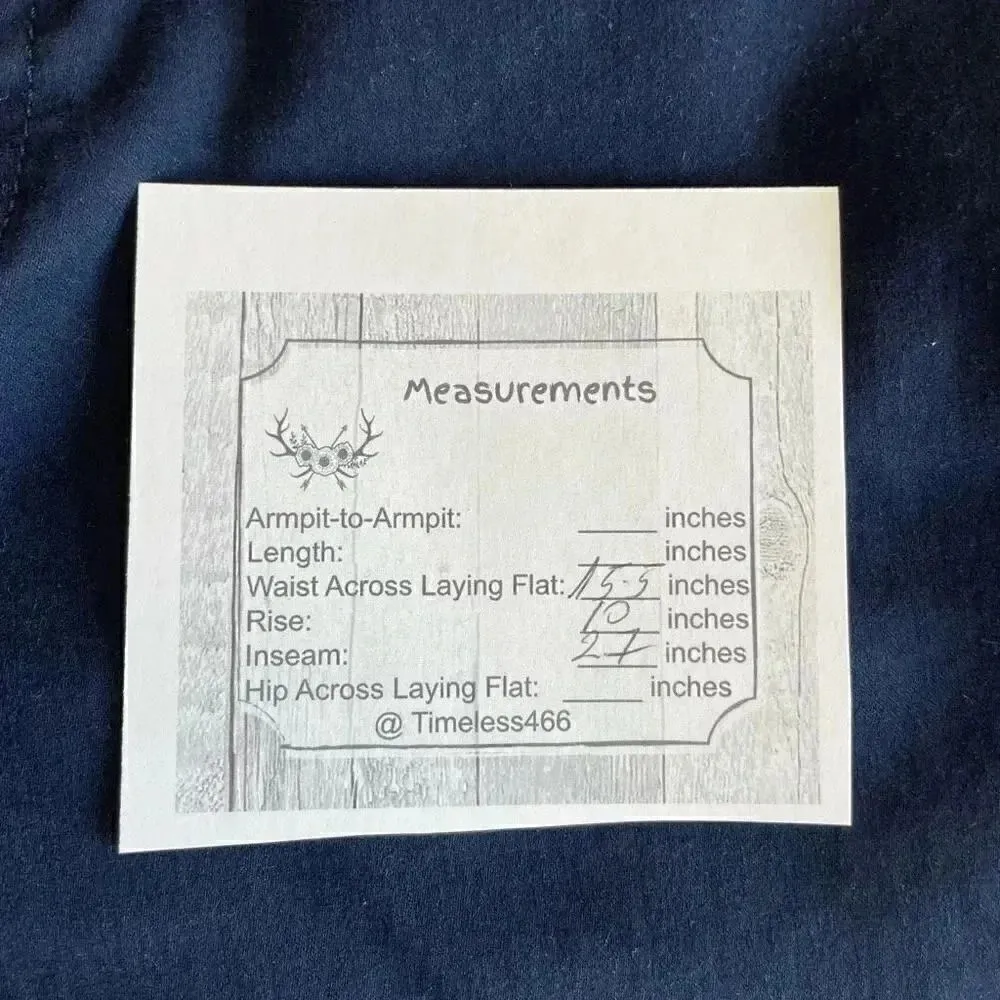 Measurements
Armpit-to-Armpit: ______ inches
Length: ______ inches
Waist Across Laying Flat: 15.5 inches
Rise: 10 inches
Inseam: 27 inches
Hip Across Laying Flat: ______ inches
@ Timeless466